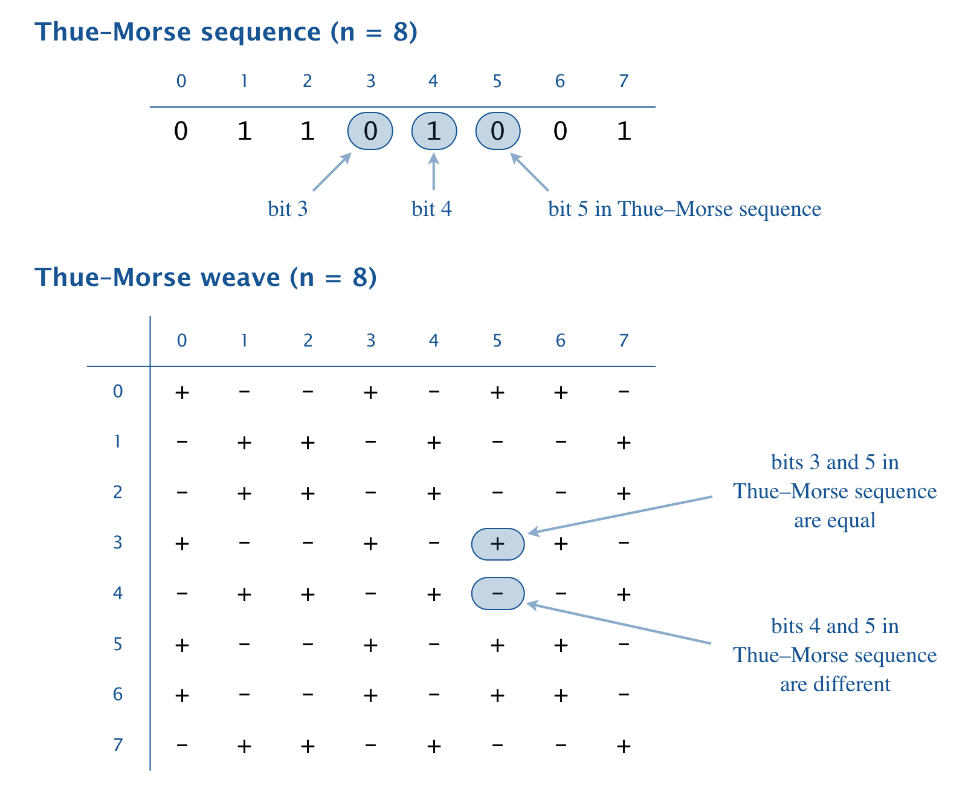 Thue–Morse sequence (n = 8)
0 1 2 3 4 5 6 7
0 1 1 0 1 0 0 1
bit 3 bit 4 bit 5 in Thue–Morse sequence
Thue–Morse weave (n = 8)
0 1 2 3 4 5 6 7
0 + – – + – + + –
1 – + + – + – – +
2 – + + – + – – +
3 + – – + – + + –
4 – + + – + – – +
5 + – – + – + + –
6 + – – + – + + –
7 – + + – + – – +
bits 3 and 5 in
Thue–Morse sequence
are equal
bits 4 and 5 in
Thue–Morse sequence
are different